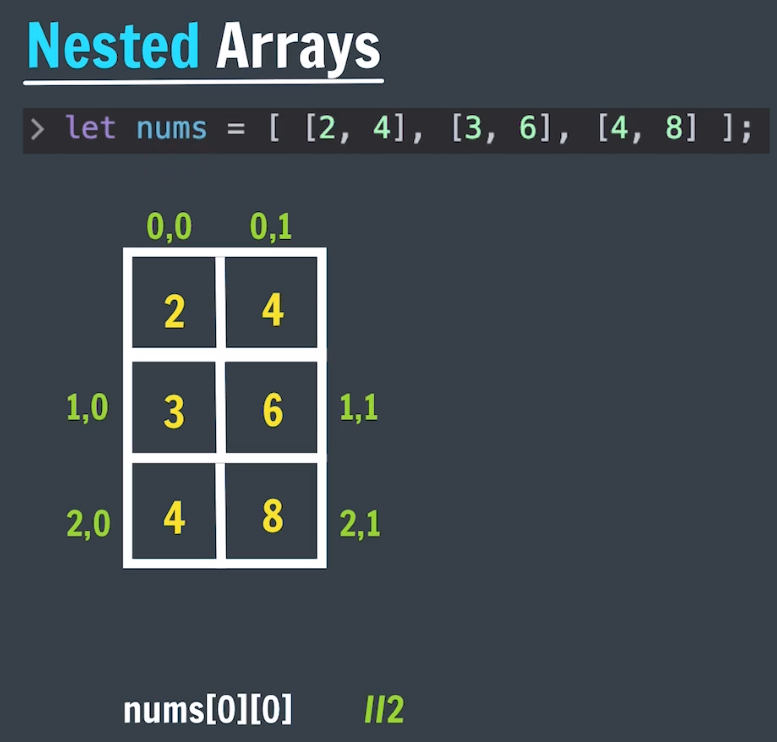 Nested Arrays
> let nums = [ [2, 4], [3, 6], [4, 8] ];
0,0 0,1
2 4
1,0 3 6 1,1
2,0 4 8 2,1
nums[0][0] //2